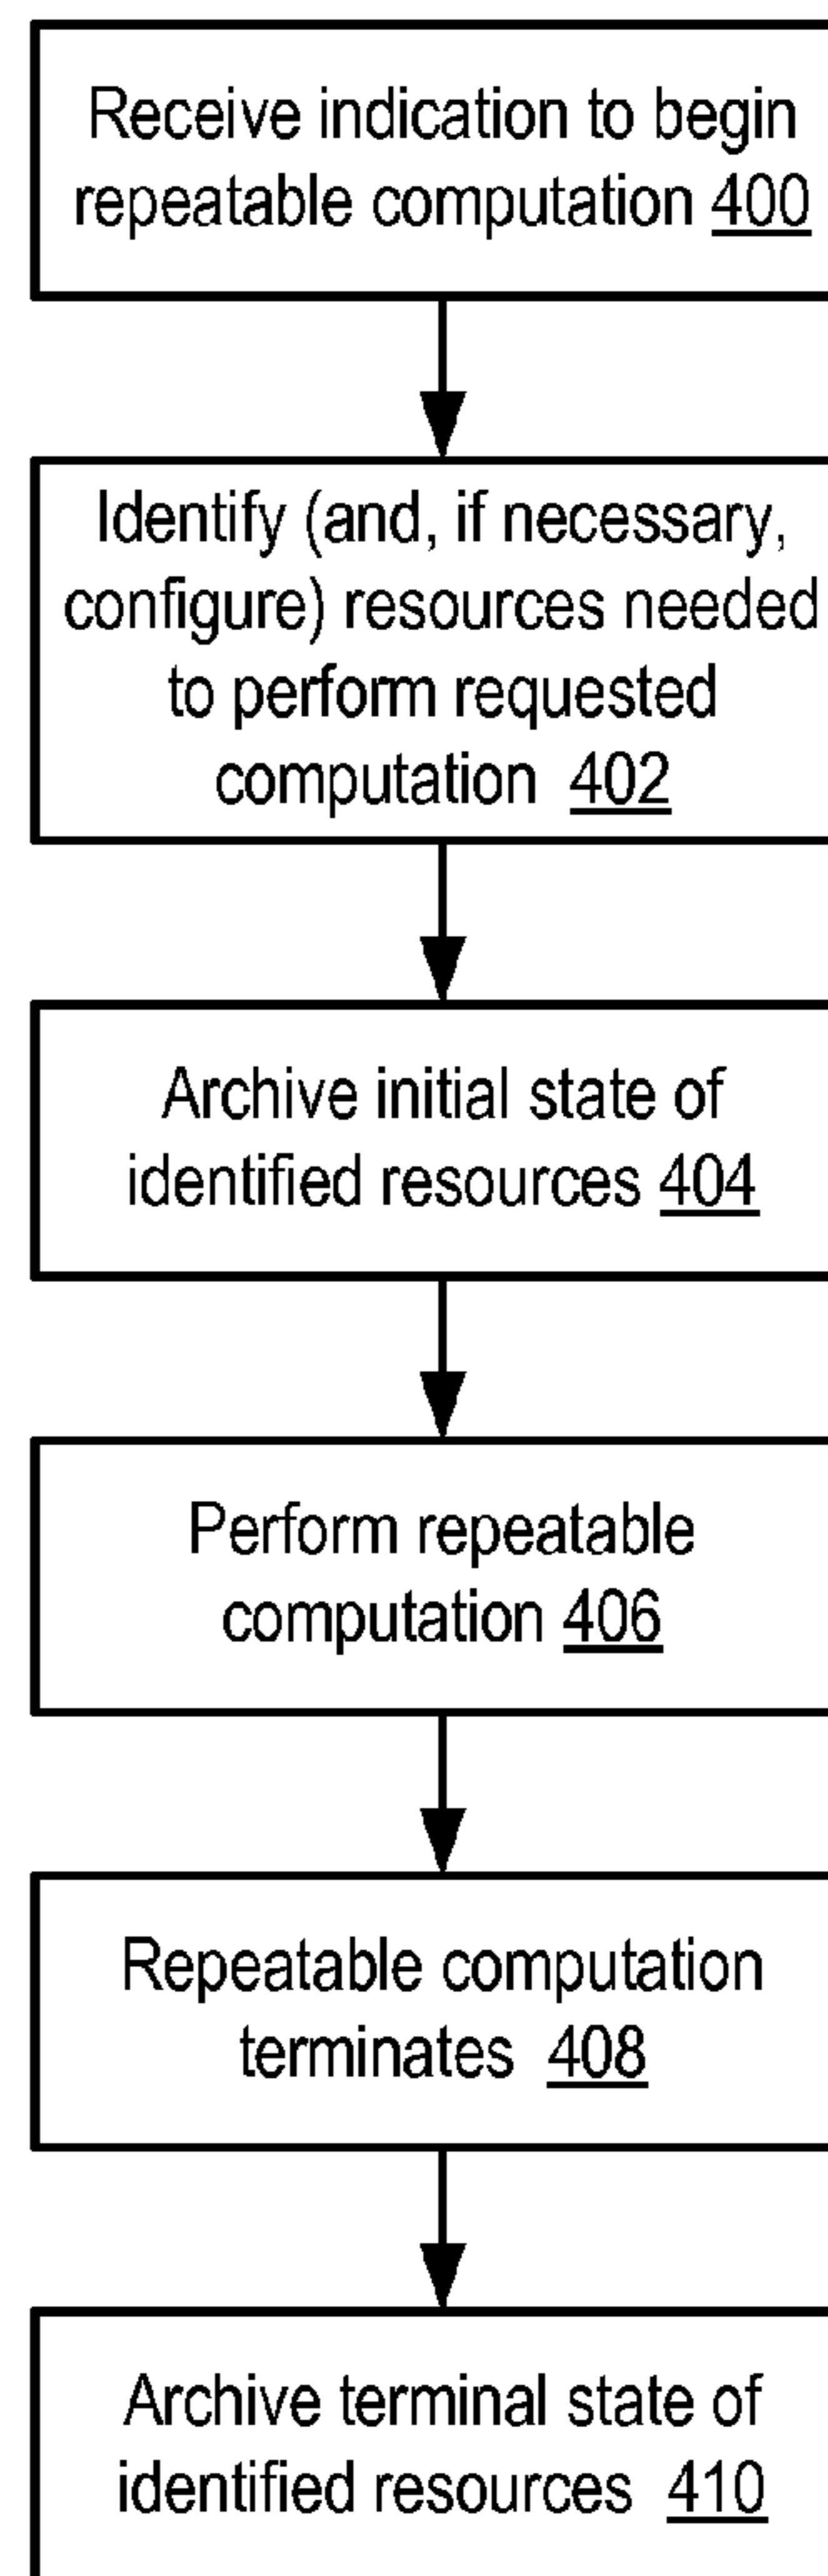 Receive indication to begin
repeatable computation 400
Identify (and, if necessary,
configure) resources needed
to perform requested
computation 402
Archive initial state of
identified resources 404
Perform repeatable
computation 406
Repeatable computation
terminates 408
Archive terminal state of
identified resources 410